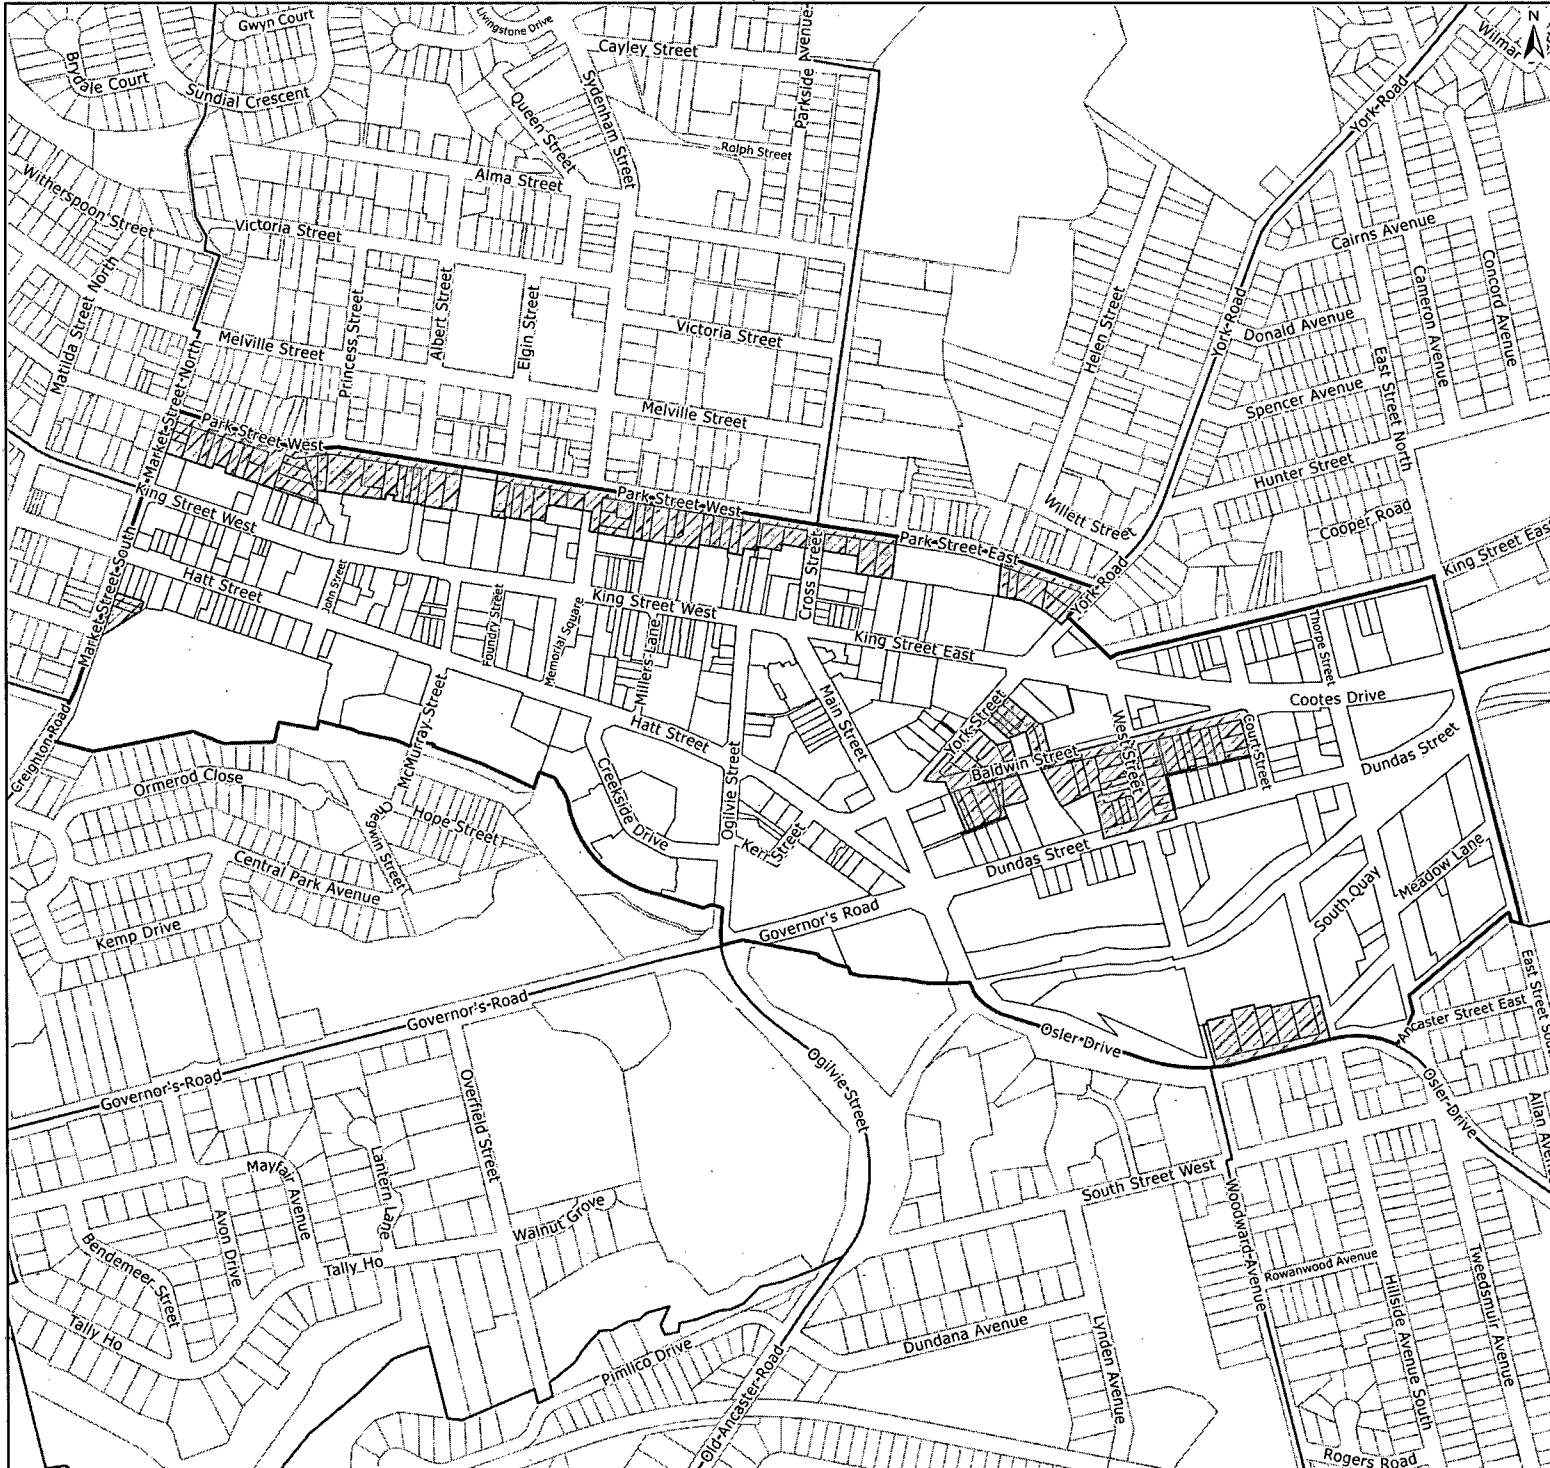 Gwyn Court
Livingstone Drive
Cayley Street
Parkside Avenue
N
Wilmar
Brydale Court
Sundial Crescent
Queen Street
Sydenham Street
York Road
Rolph Street
Alma Street
Witherspoon Street
Victoria Street
Cairns Avenue
Concord Avenue
Cameron Avenue
Matilda Street North
Princess Street
Albert Street
Elgin Street
Victoria Street
Helen Street
York Road
Donald Avenue
Melville Street
Market Street North
Melville Street
Spencer Avenue
East Street North
Park Street West
Hunter Street
King Street West
Park Street West
Willett Street
Cooper Road
Park Street East
King Street Eas
Market Street South
Hatt Street
John Street
Foundry Street
Memorial Square
King Street West
Millers Lane
Cross Street
King Street East
York Road
Thorpe Street
Cootes Drive
Creighton Road
McMurray Street
Hatt Street
Ogilvie Street
Main Street
York Street
Baldwin Street
West Street
Court Street
Dundas Street
Ormerod Close
Creekside Drive
Hope Street
Cregwin Street
Kerr Street
Dundas Street
Central Park Avenue
Meadow Lane
South Quay
Kemp Drive
Governor's Road
East Street Sou
Governor's Road
Osler Drive
Ancaster Street East
Governor's Road
Overfield Street
Ogilvie Street
Osler Drive
Allan Aven
Mayfair Avenue
Lantern Lane
South Street West
Woodward Avenue
Avon Drive
Walnut Grove
Bendemeer Street
Tally Ho
Rowanwood Avenue
Hillside Avenue South
Tweedsmuir Avenue
Tally Ho
Pimlico Drive
Dundana Avenue
Lynden Avenue
Old Ancaster Road
Rogers Road